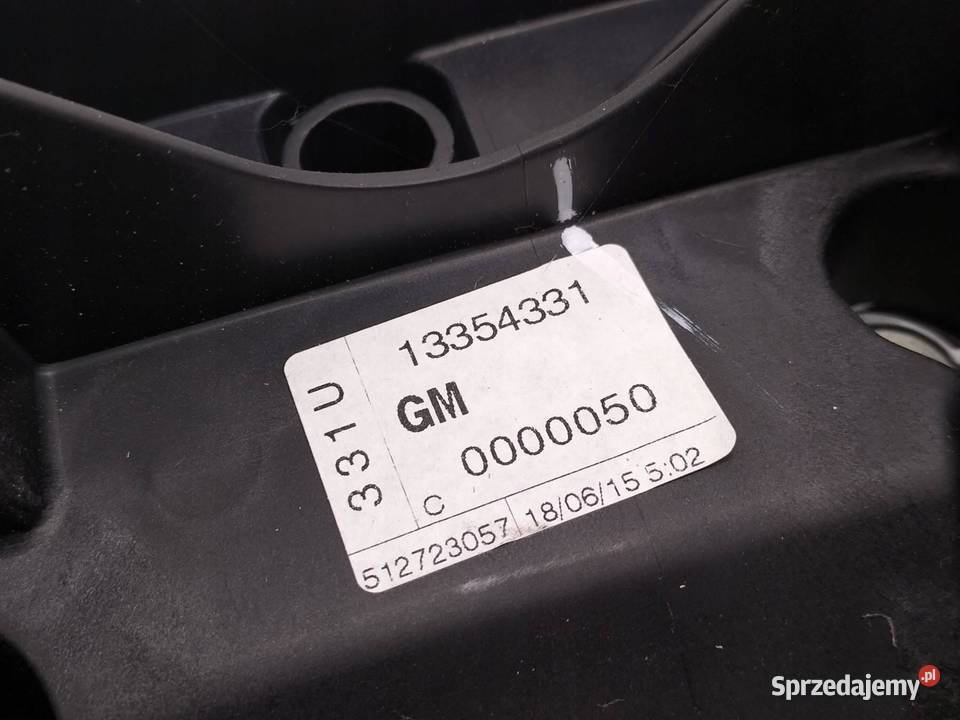 331U
13354331
GM
0000050
C
512723057 18/06/15 5:02
Sprzedajemy.pl